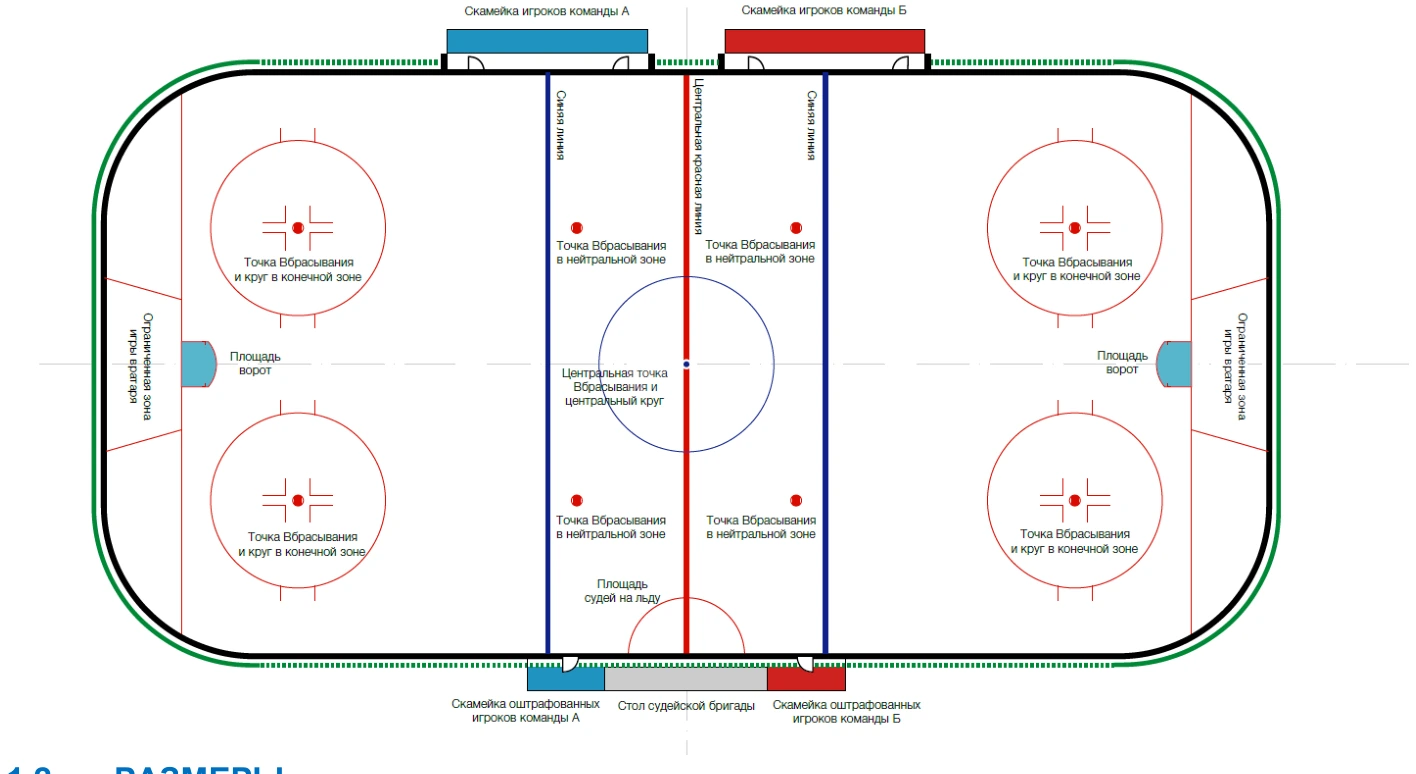 Скамейка игроков команды А
Скамейка игроков команды Б
Синяя линия
Центральная красная линия
Синяя линия
Точка Вбрасывания
в нейтральной зоне
Точка Вбрасывания
в нейтральной зоне
Точка Вбрасывания
и круг в конечной зоне
Точка Вбрасывания
и круг в конечной зоне
Ограниченная зона
игры вратаря
Площадь
ворот
Центральная точка
Вбрасывания и
центральный круг
Площадь
ворот
Ограниченная зона
игры вратаря
Точка Вбрасывания
в нейтральной зоне
Точка Вбрасывания
в нейтральной зоне
Точка Вбрасывания
и круг в конечной зоне
Точка Вбрасывания
и круг в конечной зоне
Площадь
судей на льду
Скамейка оштрафованных
игроков команды А
Стол судейской бригады
Скамейка оштрафованных
игроков команды Б
РАЗМЕРЫ